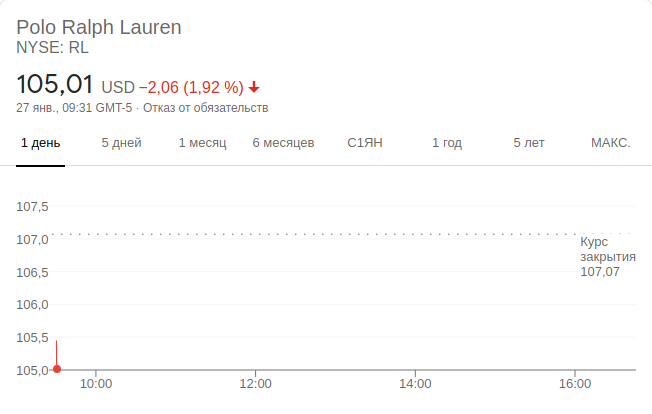 Polo Ralph Lauren
NYSE: RL
105,01 USD −2,06 (1,92 %)
27 янв., 09:31 GMT-5 · Отказ от обязательств
1 день 5 дней 1 месяц 6 месяцев С1ЯН 1 год 5 лет МАКС.
107,5
107,0
Курс
закрытия
107,07
106,5
106,0
105,5
105,0
10:00 12:00 14:00 16:00